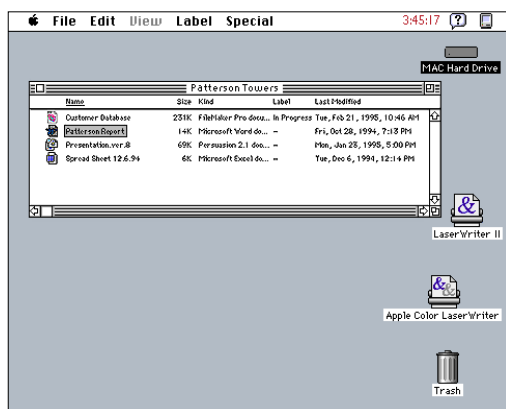 File Edit View Label Special 3:45:17
MAC Hard Drive
Patterson Towers
Name Size Kind Label Last Modified
Customer Database 231K FileMaker Pro docu... In Progress Tue, Feb 21, 1995, 10:46 AM
Patterson Report 14K Microsoft Word do... – Fri, Oct 28, 1994, 7:13 PM
Presentation.ver.8 69K Persuasion 2.1 doc... – Mon, Jan 23, 1995, 5:00 PM
Spread Sheet 12.6.94 6K Microsoft Excel do... – Tue, Dec 6, 1994, 12:14 PM
&
LaserWriter II
&&
Apple Color LaserWriter
Trash